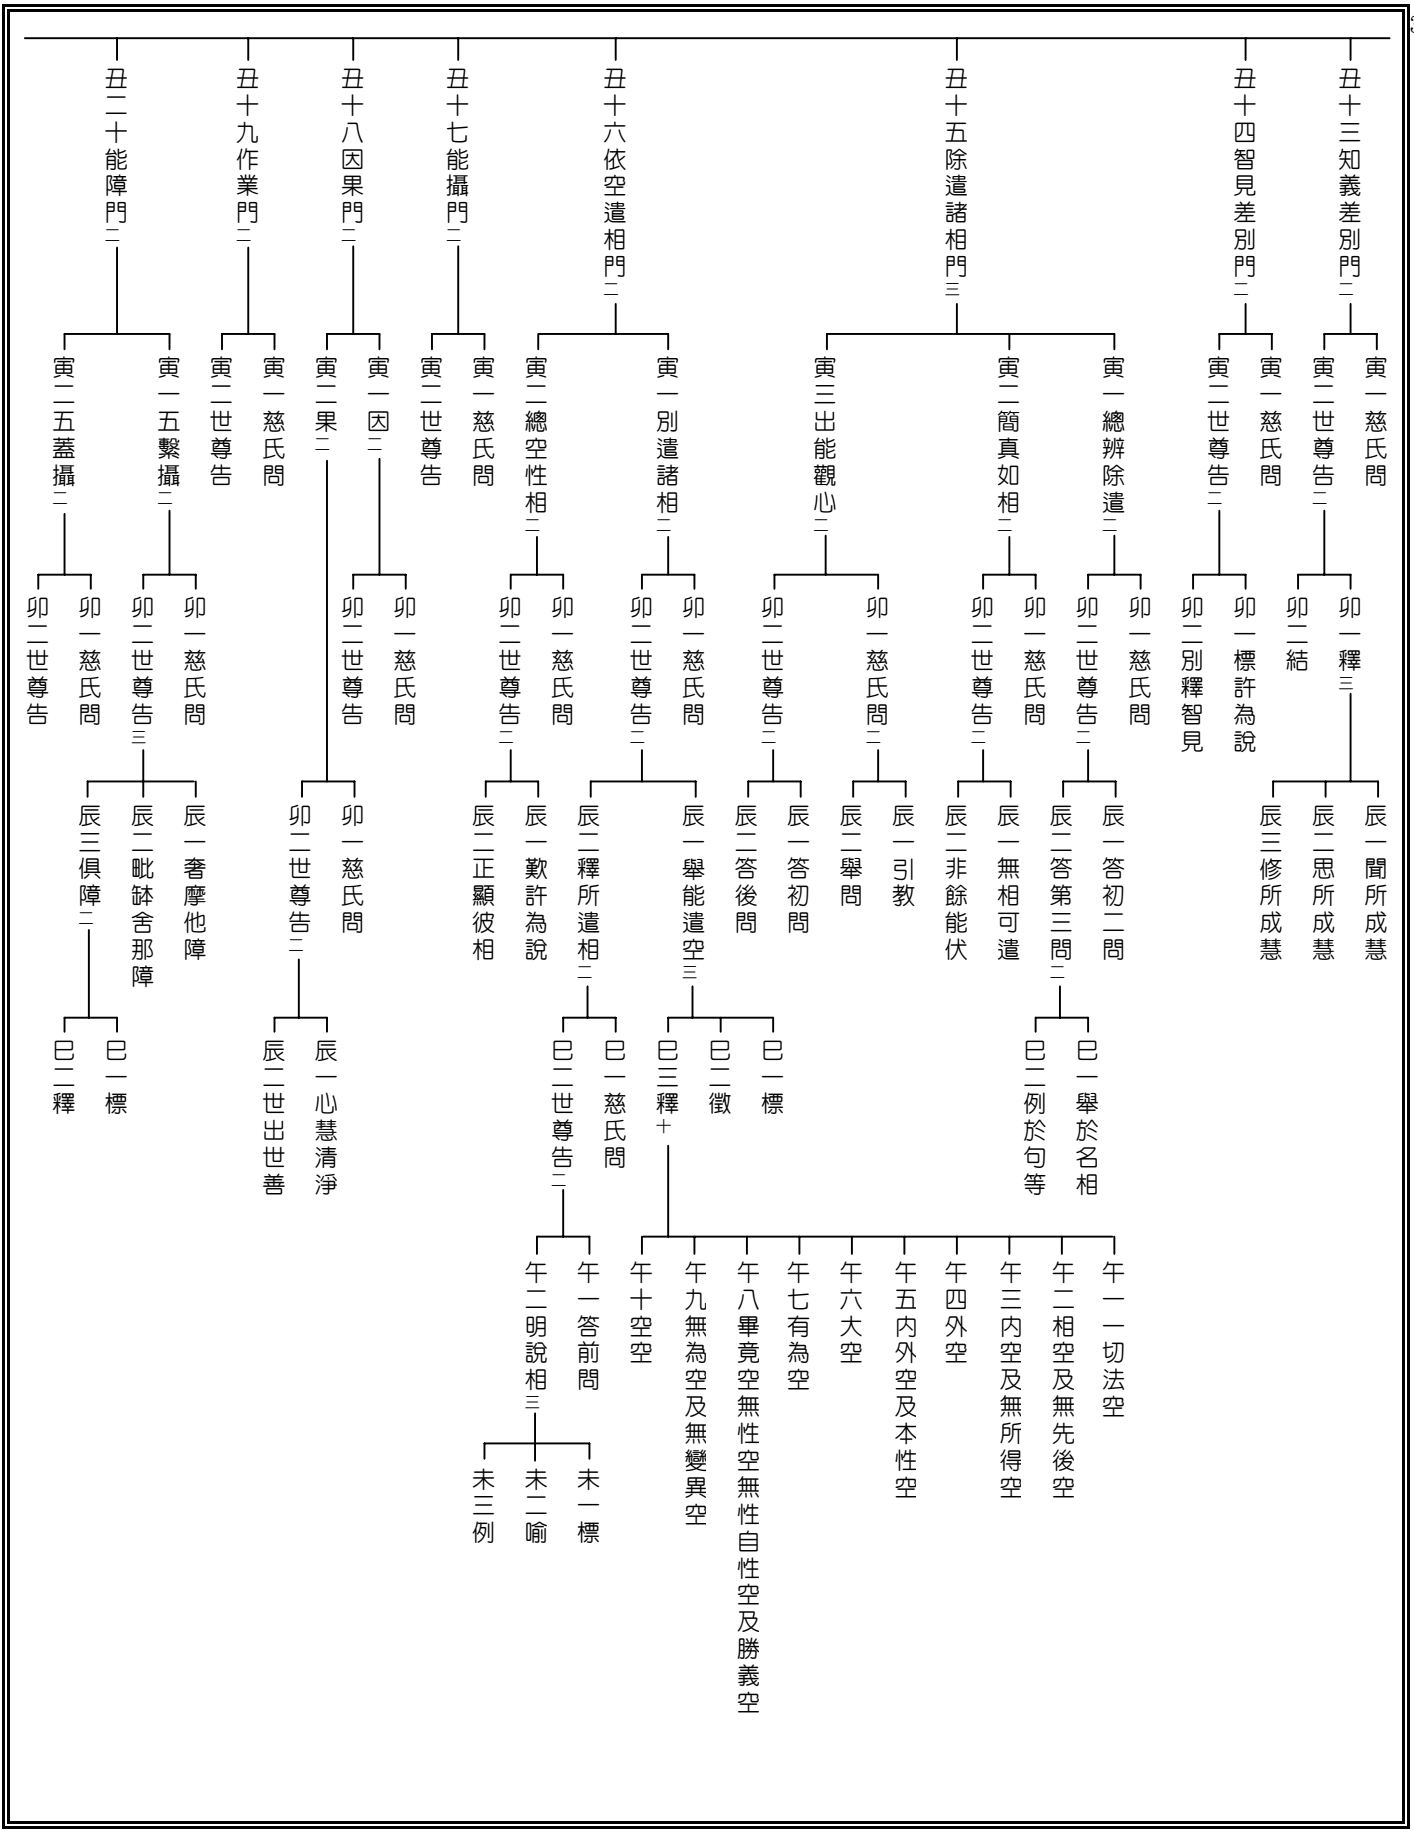 丑十三知義差別門二
寅一慈氏問
寅二世尊告二
卯一釋三
辰一聞所成慧
辰二思所成慧
辰三修所成慧
卯二結
丑十四智見差別門二
寅一慈氏問
寅二世尊告二
卯一標許為說
卯二別釋智見
丑十五除遣諸相門三
寅一總辨除遣二
卯一慈氏問
卯二世尊告二
辰一答初二問
辰二答第三問二
巳一舉於名相
巳二例於句等
寅二簡真如相二
卯一慈氏問
卯二世尊告二
辰一無相可遣
辰二非餘能伏
寅三出能觀心二
卯一慈氏問二
辰一引教
辰二舉問
卯二世尊告二
辰一答初問
辰二答後問
丑十六依空遣相門二
寅一別遣諸相二
卯一慈氏問
卯二世尊告二
辰一舉能遣空三
巳一標
巳二徵
巳三釋十
午一一切法空
午二相空及無先後空
午三內空及無所得空
午四外空
午五內外空及本性空
午六大空
午七有為空
午八畢竟空無性空無性自性空及勝義空
午九無為空及無變異空
午十空空
辰二釋所遣相二
巳一慈氏問
巳二世尊告二
午一答前問
午二明說相三
未一標
未二喻
未三例
寅二總空性相二
卯一慈氏問
卯二世尊告二
辰一歎許為說
辰二正顯彼相
丑十七能攝門二
寅一慈氏問
寅二世尊告
丑十八因果門二
寅一因二
卯一慈氏問
卯二世尊告
寅二果二
卯一慈氏問
卯二世尊告二
辰一心慧清淨
辰二世出世善
丑十九作業門二
寅一慈氏問
寅二世尊告
丑二十能障門二
寅一五繫攝二
卯一慈氏問
卯二世尊告三
辰一奢摩他障
辰二毗缽舍那障
辰三俱障二
巳一標
巳二釋
寅二五蓋攝二
卯一慈氏問
卯二世尊告